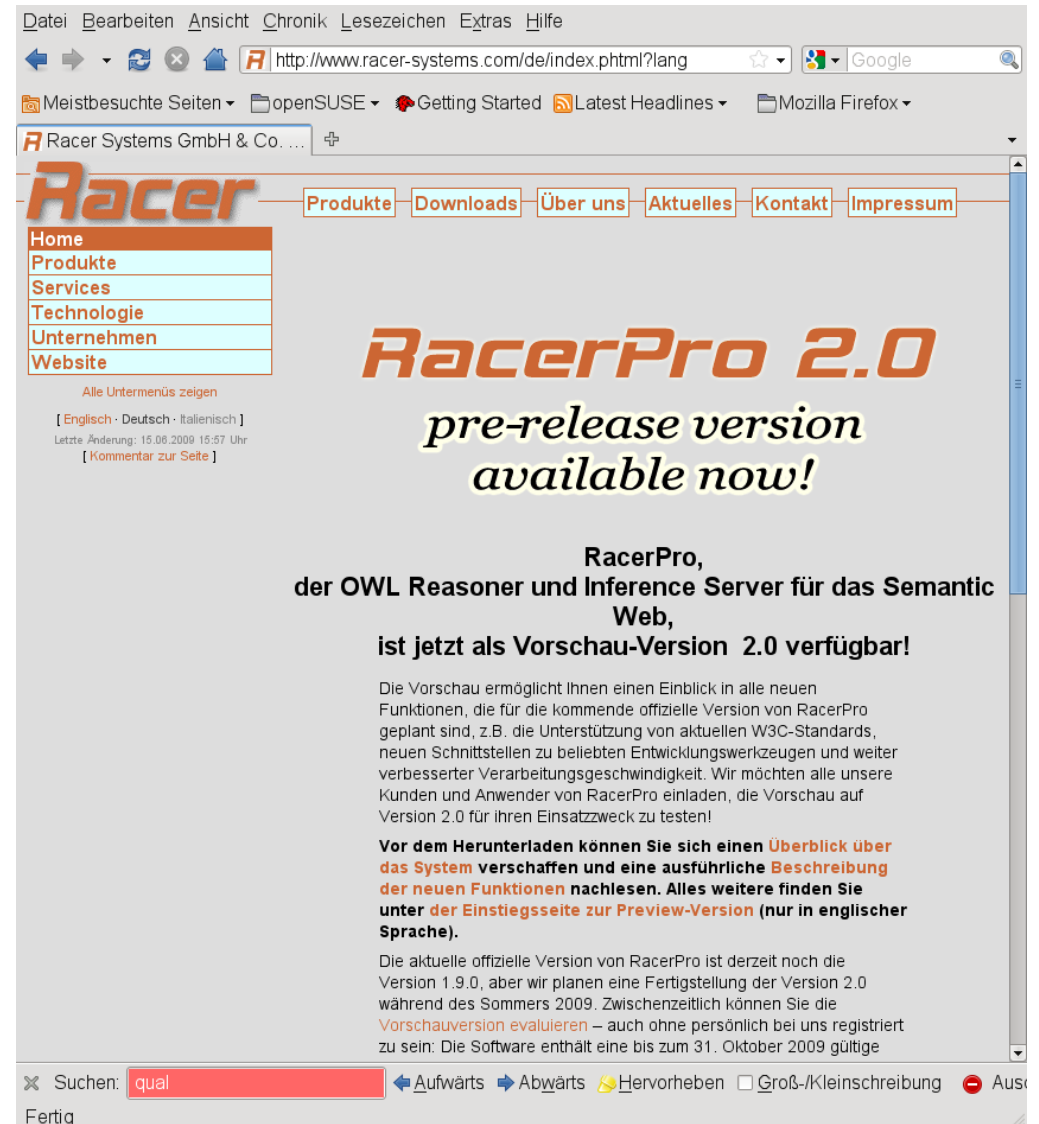 Datei Bearbeiten Ansicht Chronik Lesezeichen Extras Hilfe
http://www.racer-systems.com/de/index.phtml?lang
Google
Meistbesuchte Seiten openSUSE Getting Started Latest Headlines Mozilla Firefox
Racer Systems GmbH & Co. ...
Racer
Produkte Downloads Über uns Aktuelles Kontakt Impressum
Home
Produkte
Services
Technologie
Unternehmen
Website
Alle Untermenüs zeigen
[ Englisch · Deutsch · Italienisch ]
Letzte Änderung: 15.06.2009 15:57 Uhr
[ Kommentar zur Seite ]
RacerPro 2.0
pre-release version
available now!
RacerPro,
der OWL Reasoner und Inference Server für das Semantic
Web,
ist jetzt als Vorschau-Version 2.0 verfügbar!
Die Vorschau ermöglicht Ihnen einen Einblick in alle neuen
Funktionen, die für die kommende offizielle Version von RacerPro
geplant sind, z.B. die Unterstützung von aktuellen W3C-Standards,
neuen Schnittstellen zu beliebten Entwicklungswerkzeugen und weiter
verbesserter Verarbeitungsgeschwindigkeit. Wir möchten alle unsere
Kunden und Anwender von RacerPro einladen, die Vorschau auf
Version 2.0 für ihren Einsatzzweck zu testen!
Vor dem Herunterladen können Sie sich einen Überblick über
das System verschaffen und eine ausführliche Beschreibung
der neuen Funktionen nachlesen. Alles weitere finden Sie
unter der Einstiegsseite zur Preview-Version (nur in englischer
Sprache).
Die aktuelle offizielle Version von RacerPro ist derzeit noch die
Version 1.9.0, aber wir planen eine Fertigstellung der Version 2.0
während des Sommers 2009. Zwischenzeitlich können Sie die
Vorschauversion evaluieren – auch ohne persönlich bei uns registriert
zu sein: Die Software enthält eine bis zum 31. Oktober 2009 gültige
Suchen: qual Aufwärts Abwärts Hervorheben Groß-/Kleinschreibung
Fertig